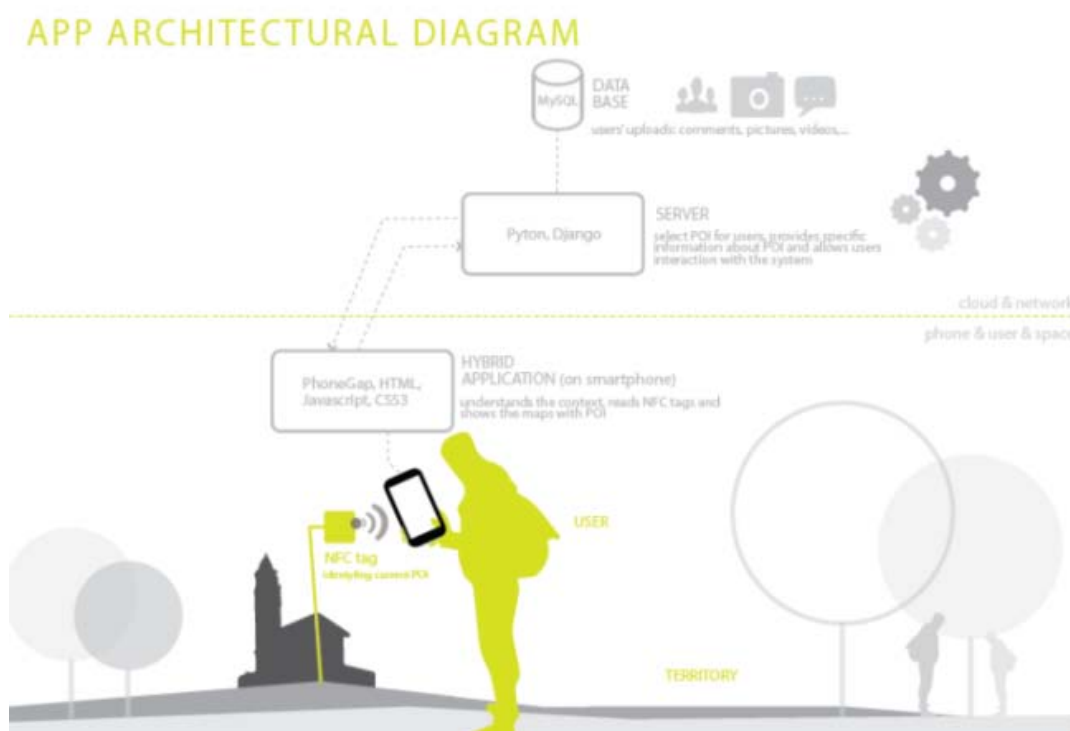 APP ARCHITECTURAL DIAGRAM
MySQL
DATA
BASE
users' uploads: comments, pictures, videos,...
Pyton, Django
SERVER
select POI for users, provides specific
information about POI and allows users
interaction with the system
cloud & network
phone & user & space
PhoneGap, HTML,
Javascript, CSS3
HYBRID
APPLICATION (on smartphone)
understands the context, reads NFC tags and
shows the maps with POI
USER
NFC tag
identyfing current POI
TERRITORY